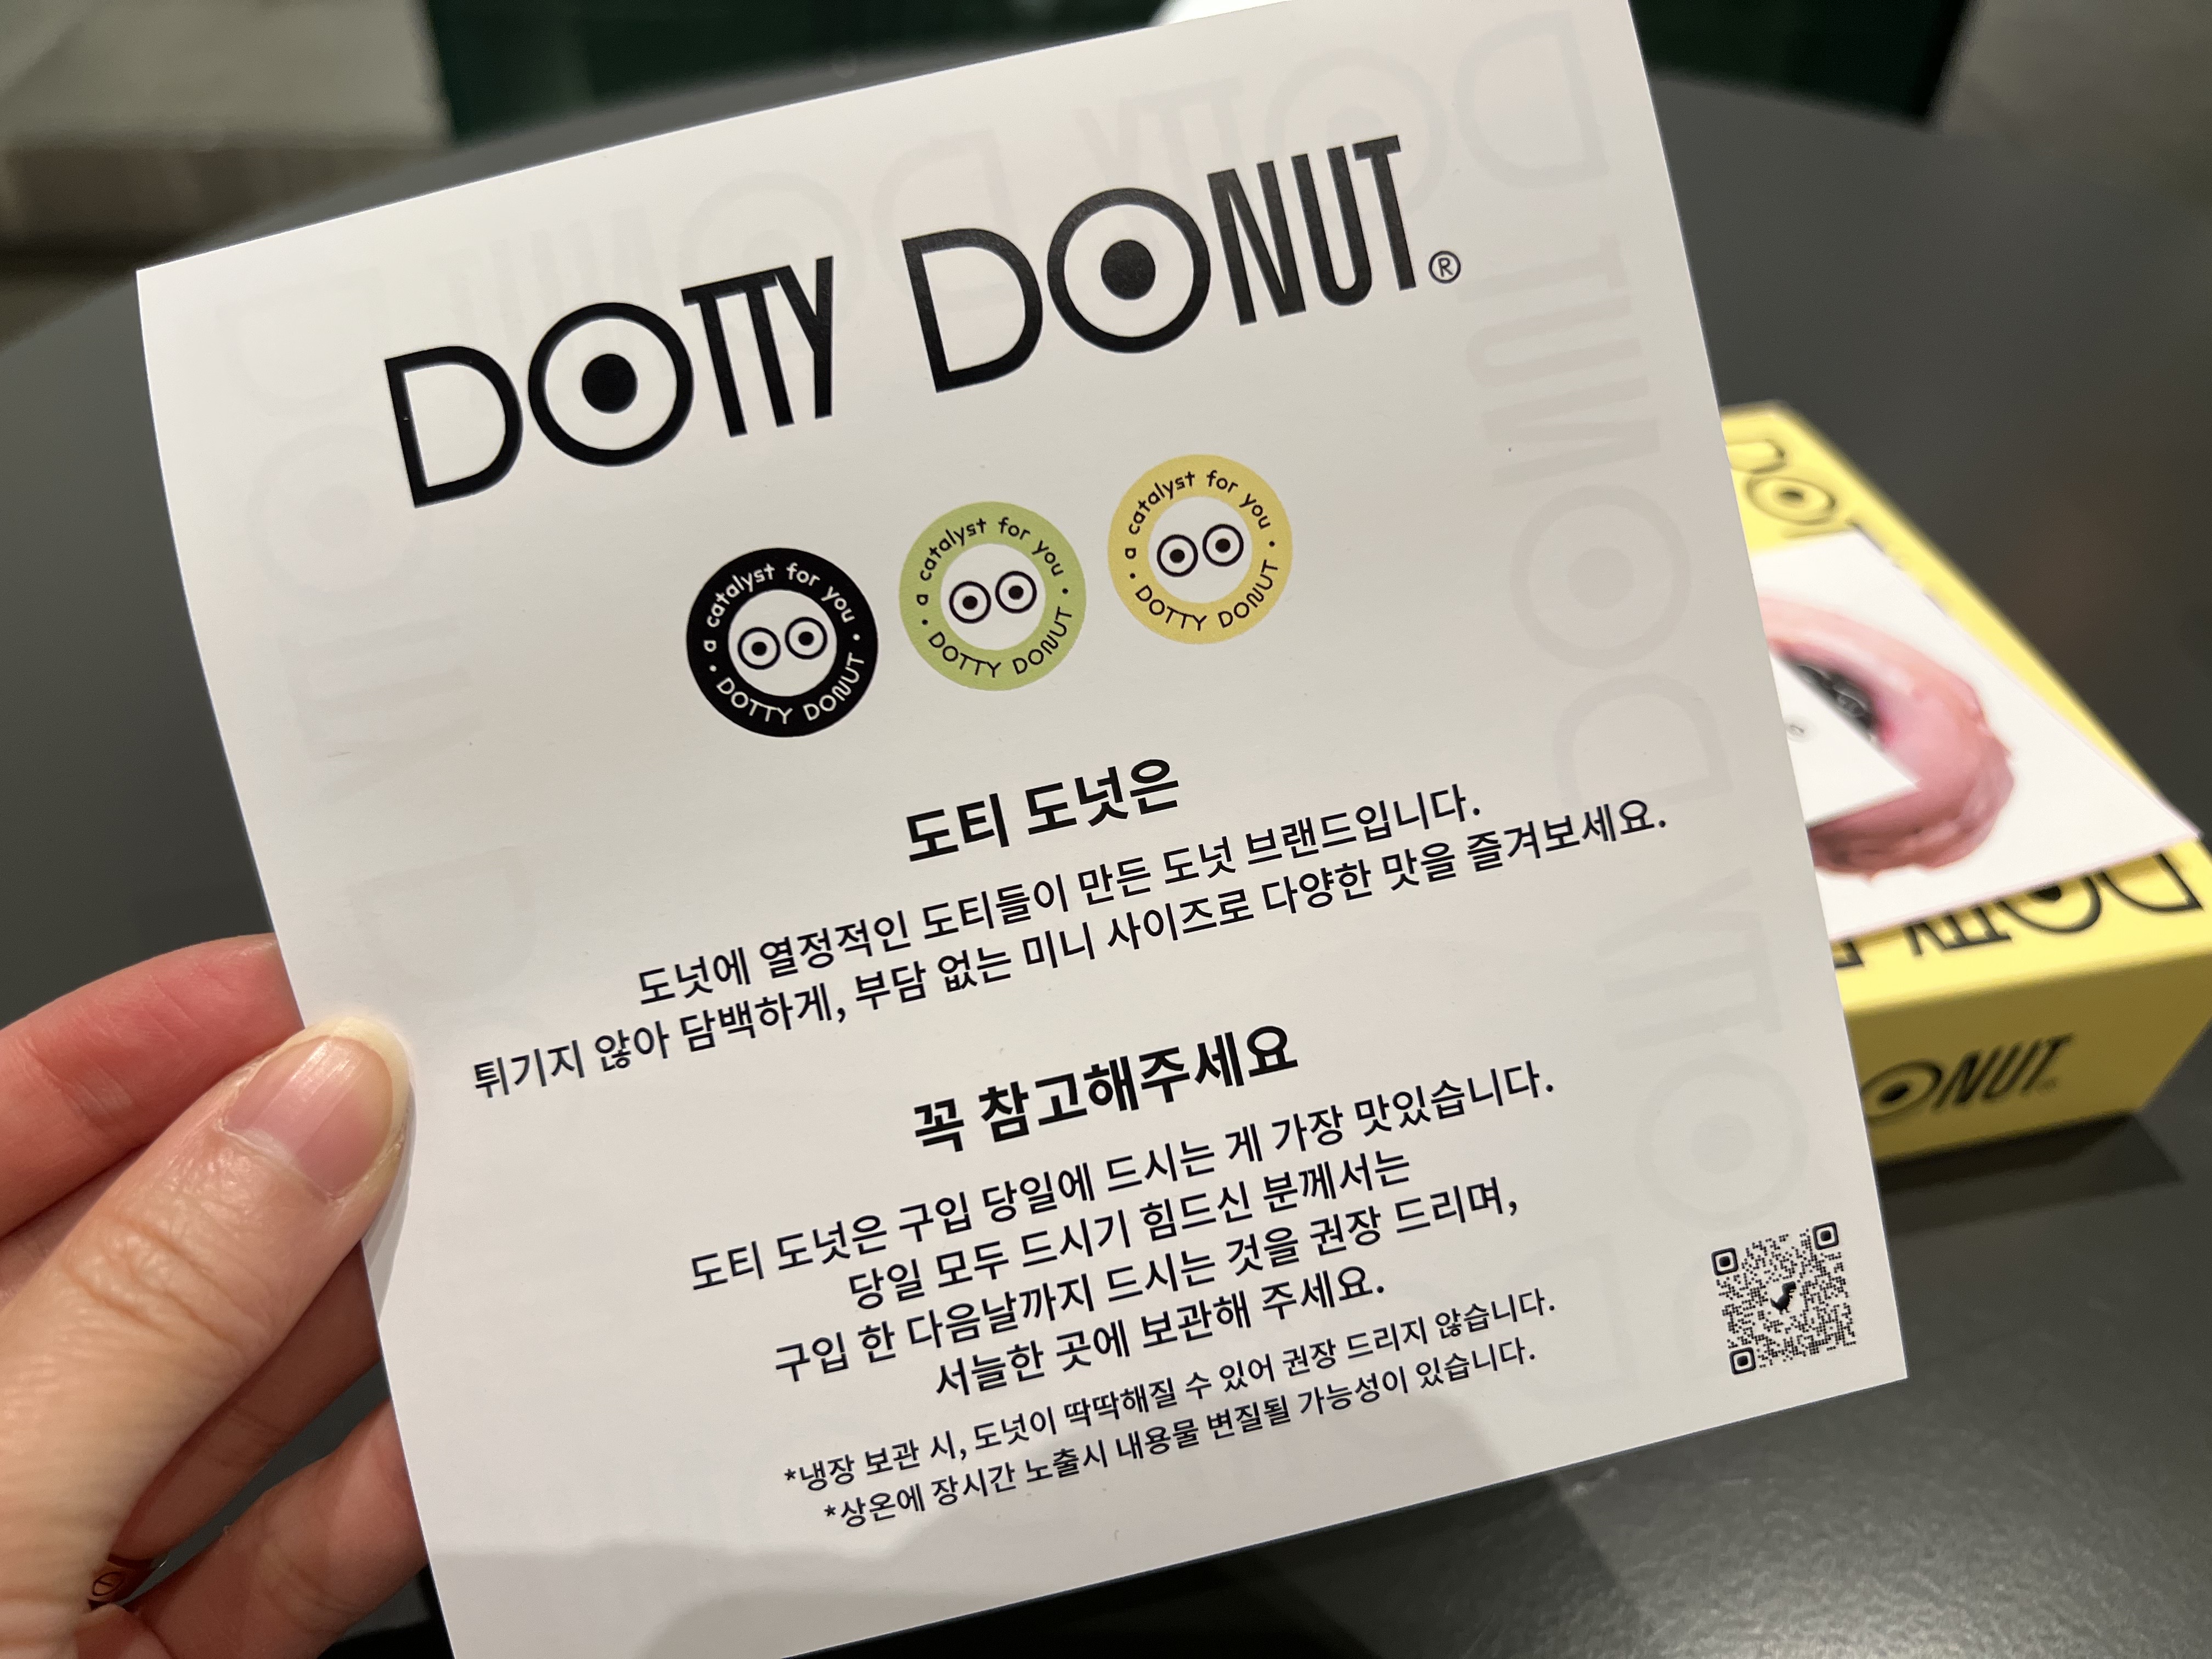 DOTTY DONUT®
a catalyst for you • DOTTY DONUT •
a catalyst for you • DOTTY DONUT •
a catalyst for you • DOTTY DONUT •
도티 도넛은
도넛에 열정적인 도티들이 만든 도넛 브랜드입니다.
튀기지 않아 담백하게, 부담 없는 미니 사이즈로 다양한 맛을 즐겨보세요.
꼭 참고해주세요
도티 도넛은 구입 당일에 드시는 게 가장 맛있습니다.
당일 모두 드시기 힘드신 분께서는
구입 한 다음날까지 드시는 것을 권장 드리며,
서늘한 곳에 보관해 주세요.
*냉장 보관 시, 도넛이 딱딱해질 수 있어 권장 드리지 않습니다.
*상온에 장시간 노출시 내용물 변질될 가능성이 있습니다.
ONUT